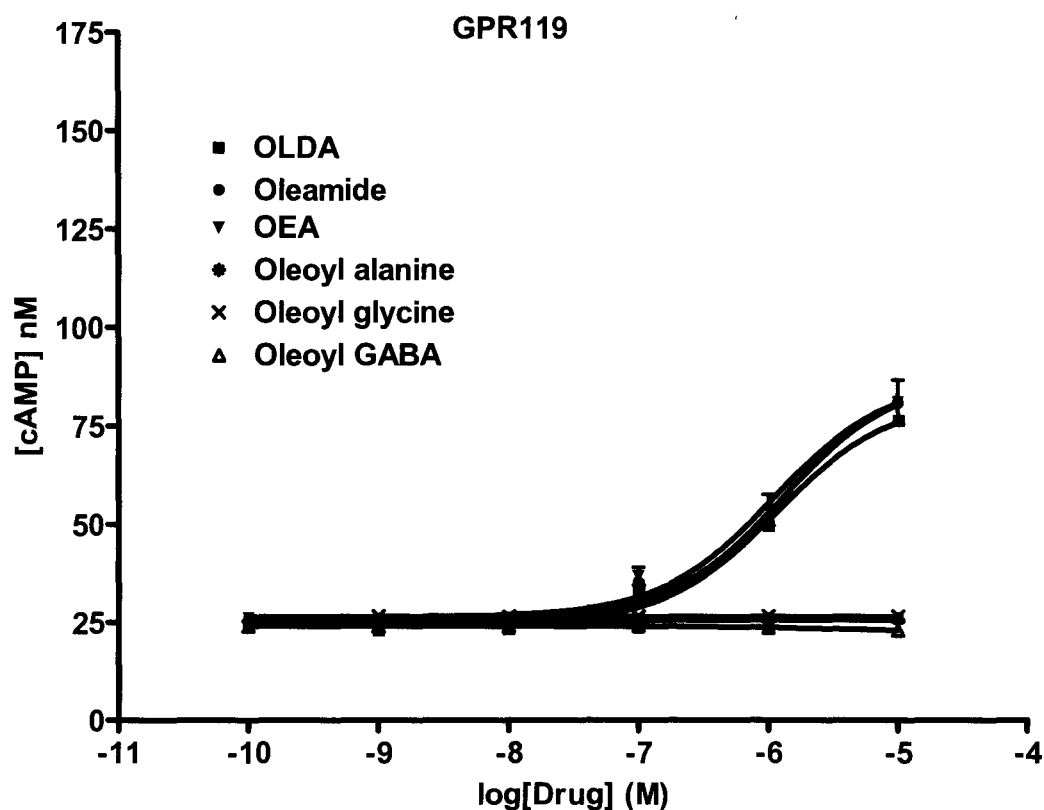 GPR119
175
150
125
100
75
50
25
0
[cAMP] nM
OLDA
Oleamide
OEA
Oleoyl alanine
Oleoyl glycine
Oleoyl GABA
-11 -10 -9 -8 -7 -6 -5 -4
log[Drug] (M)